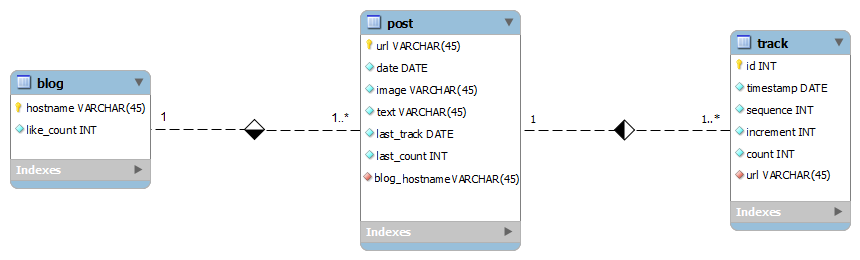 blog
hostname VARCHAR(45)
like_count INT
Indexes
1
1..*
post
url VARCHAR(45)
date DATE
image VARCHAR(45)
text VARCHAR(45)
last_track DATE
last_count INT
blog_hostname VARCHAR(45)
Indexes
1
1..*
track
id INT
timestamp DATE
sequence INT
increment INT
count INT
url VARCHAR(45)
Indexes